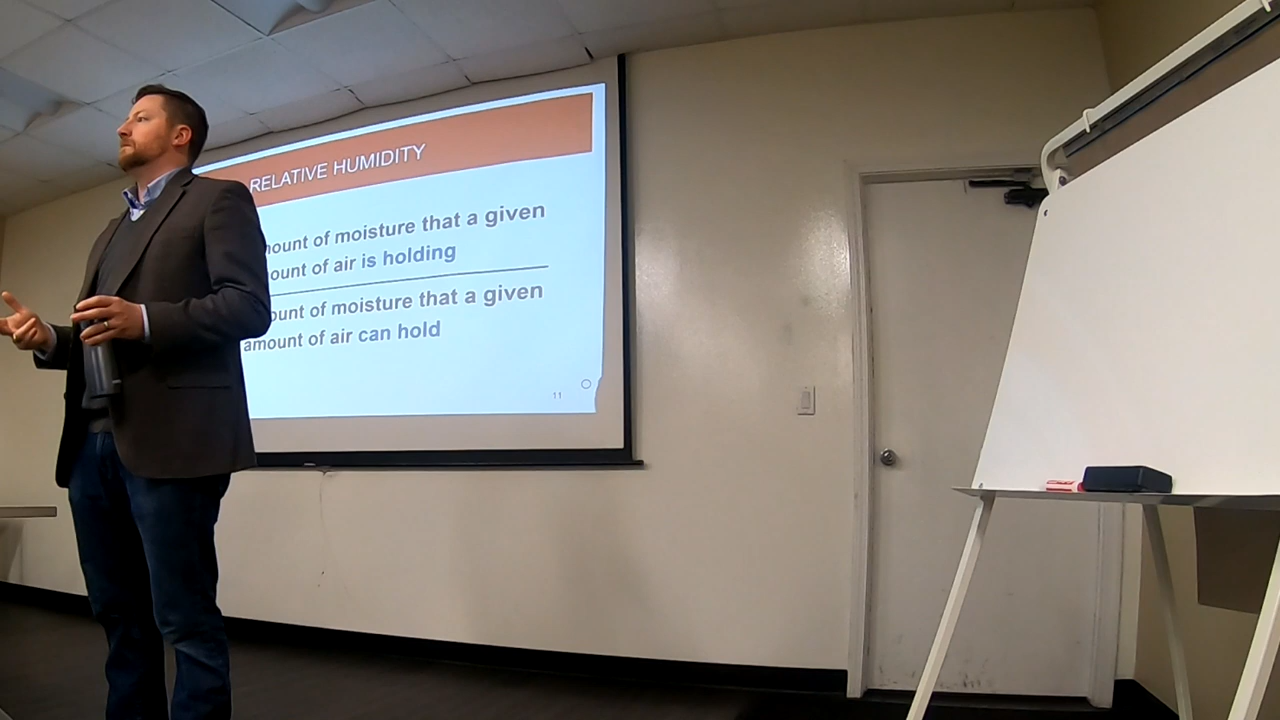 RELATIVE HUMIDITY
ount of moisture that a given
ount of air is holding
ount of moisture that a given
amount of air can hold
11